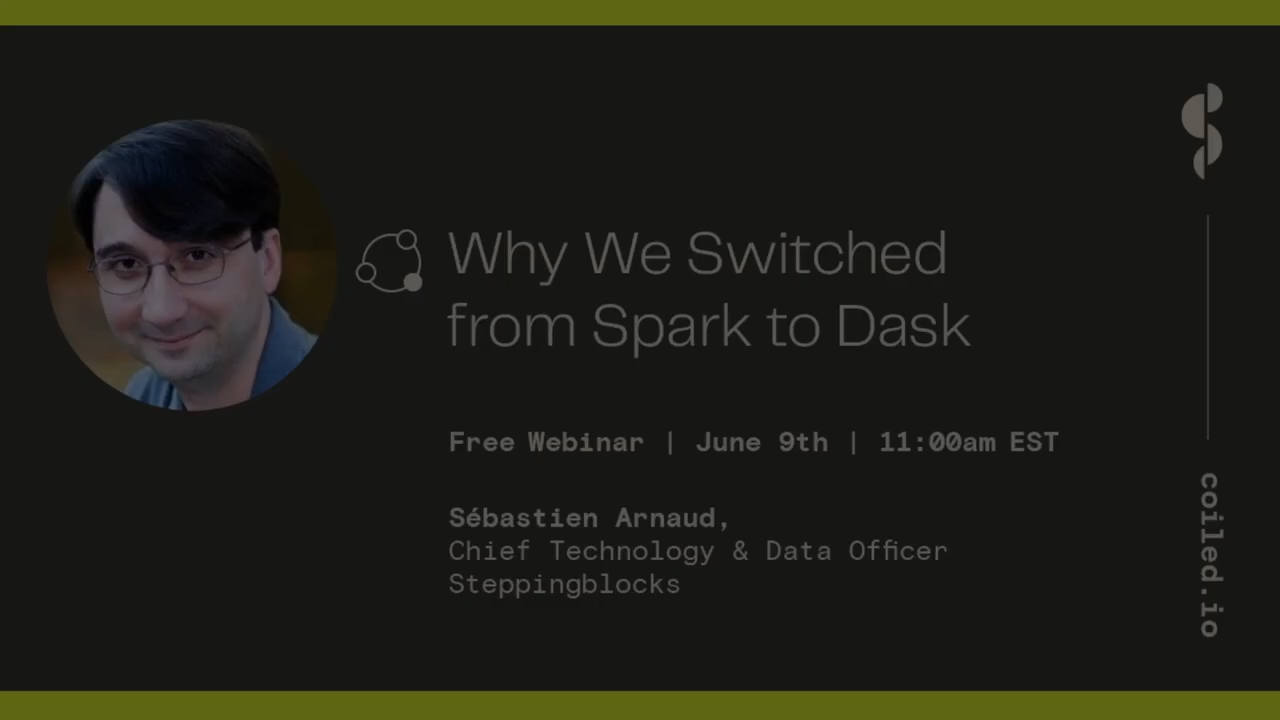 Why We Switched
from Spark to Dask
Free Webinar | June 9th | 11:00am EST
Sébastien Arnaud,
Chief Technology & Data Officer
Steppingblocks
coiled.io